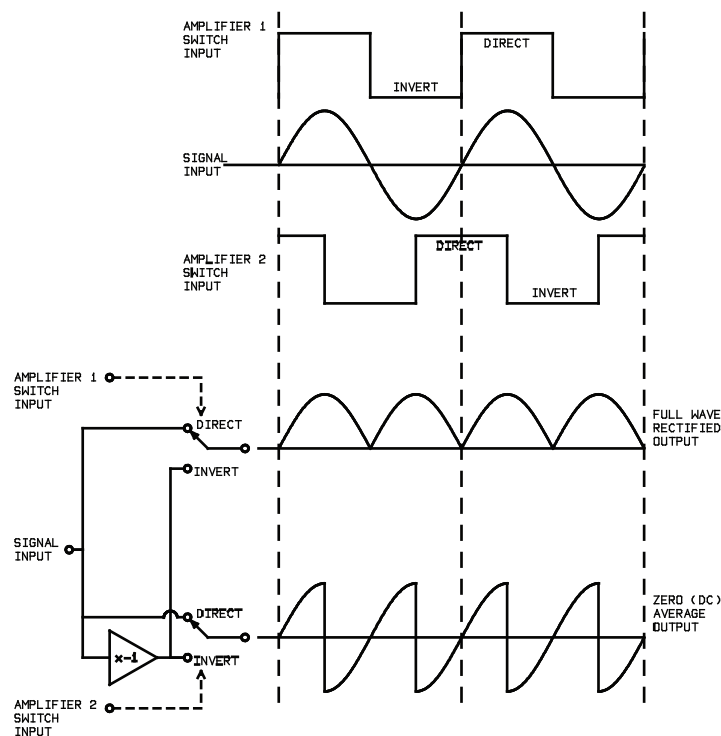 AMPLIFIER 1
SWITCH
INPUT
DIRECT
INVERT
SIGNAL
INPUT
DIRECT
AMPLIFIER 2
SWITCH
INPUT
INVERT
AMPLIFIER 1
SWITCH
INPUT
DIRECT
FULL WAVE
RECTIFIED
OUTPUT
INVERT
SIGNAL
INPUT
ZERO (DC)
AVERAGE
OUTPUT
DIRECT
x-1
INVERT
AMPLIFIER 2
SWITCH
INPUT